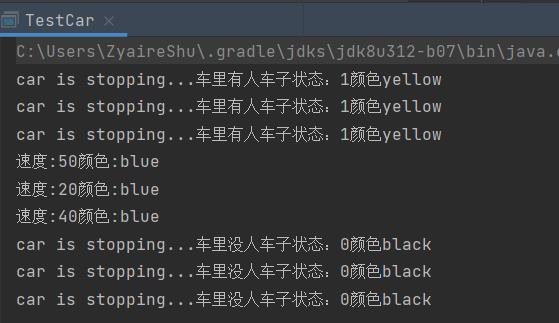 TestCar
C:\Users\ZyaireShu\.gradle\jdks\jdk8u312-b07\bin\java.e
car is stopping...车里有人车子状态：1颜色yellow
car is stopping...车里有人车子状态：1颜色yellow
car is stopping...车里有人车子状态：1颜色yellow
速度:50颜色:blue
速度:20颜色:blue
速度:40颜色:blue
car is stopping...车里没人车子状态：0颜色black
car is stopping...车里没人车子状态：0颜色black
car is stopping...车里没人车子状态：0颜色black